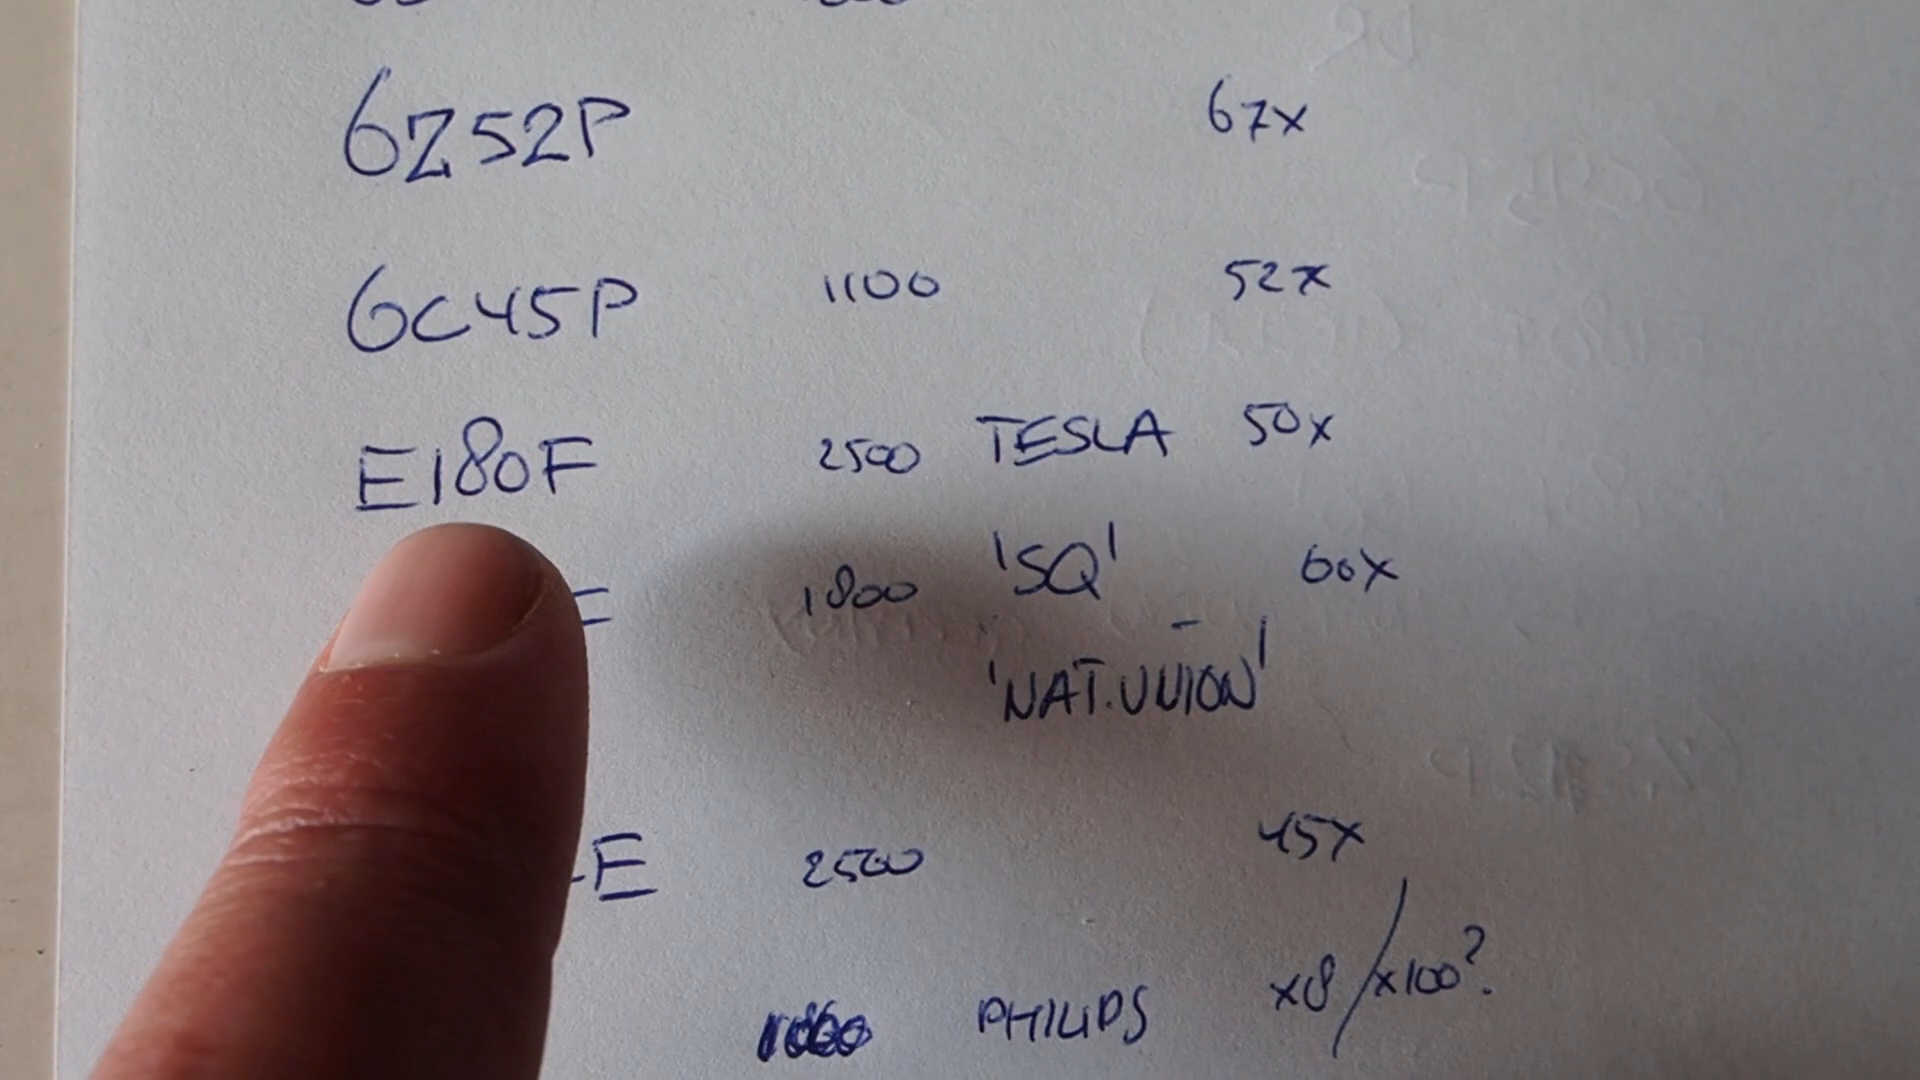 6Z52P 67x
6C45P 1100 52x
E180F 2500 TESLA 50x
1800 'SQ' 60x
'NAT.UNION' -
E 2500 45x
PHILIPS x8/x100?